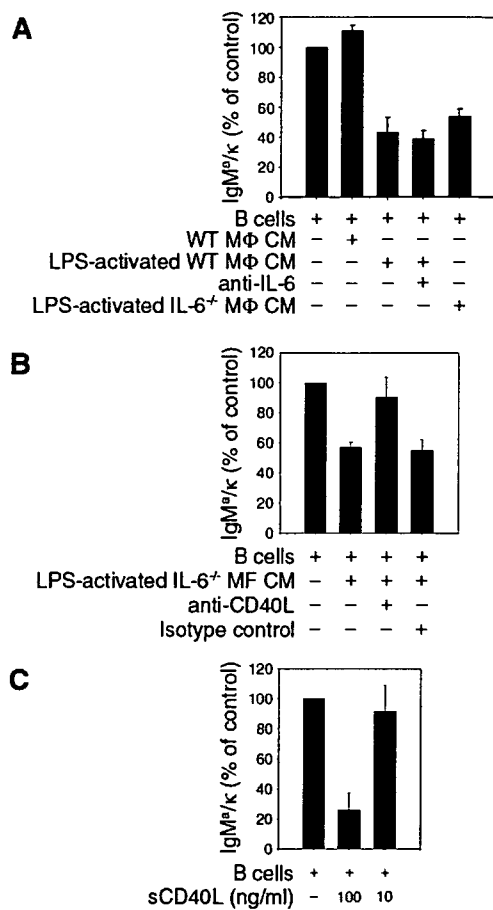 A
IgMᵃ/κ (% of control)
120
100
80
60
40
20
0
B cells + + + + +
WT MΦ CM – + – – –
LPS-activated WT MΦ CM – – + + –
anti-IL-6 – – – + –
LPS-activated IL-6⁻/⁻ MΦ CM – – – – +
B
IgMᵃ/κ (% of control)
120
100
80
60
40
20
0
B cells + + + +
LPS-activated IL-6⁻/⁻ MF CM – + + +
anti-CD40L – – + –
Isotype control – – – +
C
IgMᵃ/κ (% of control)
120
100
80
60
40
20
0
B cells + + +
sCD40L (ng/ml) – 100 10